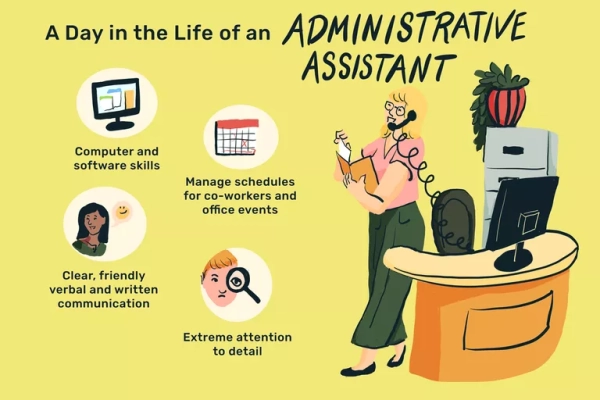 A Day in the Life of an ADMINISTRATIVE
ASSISTANT
Computer and
software skills
Manage schedules
for co-workers and
office events
Clear, friendly
verbal and written
communication
Extreme attention
to detail